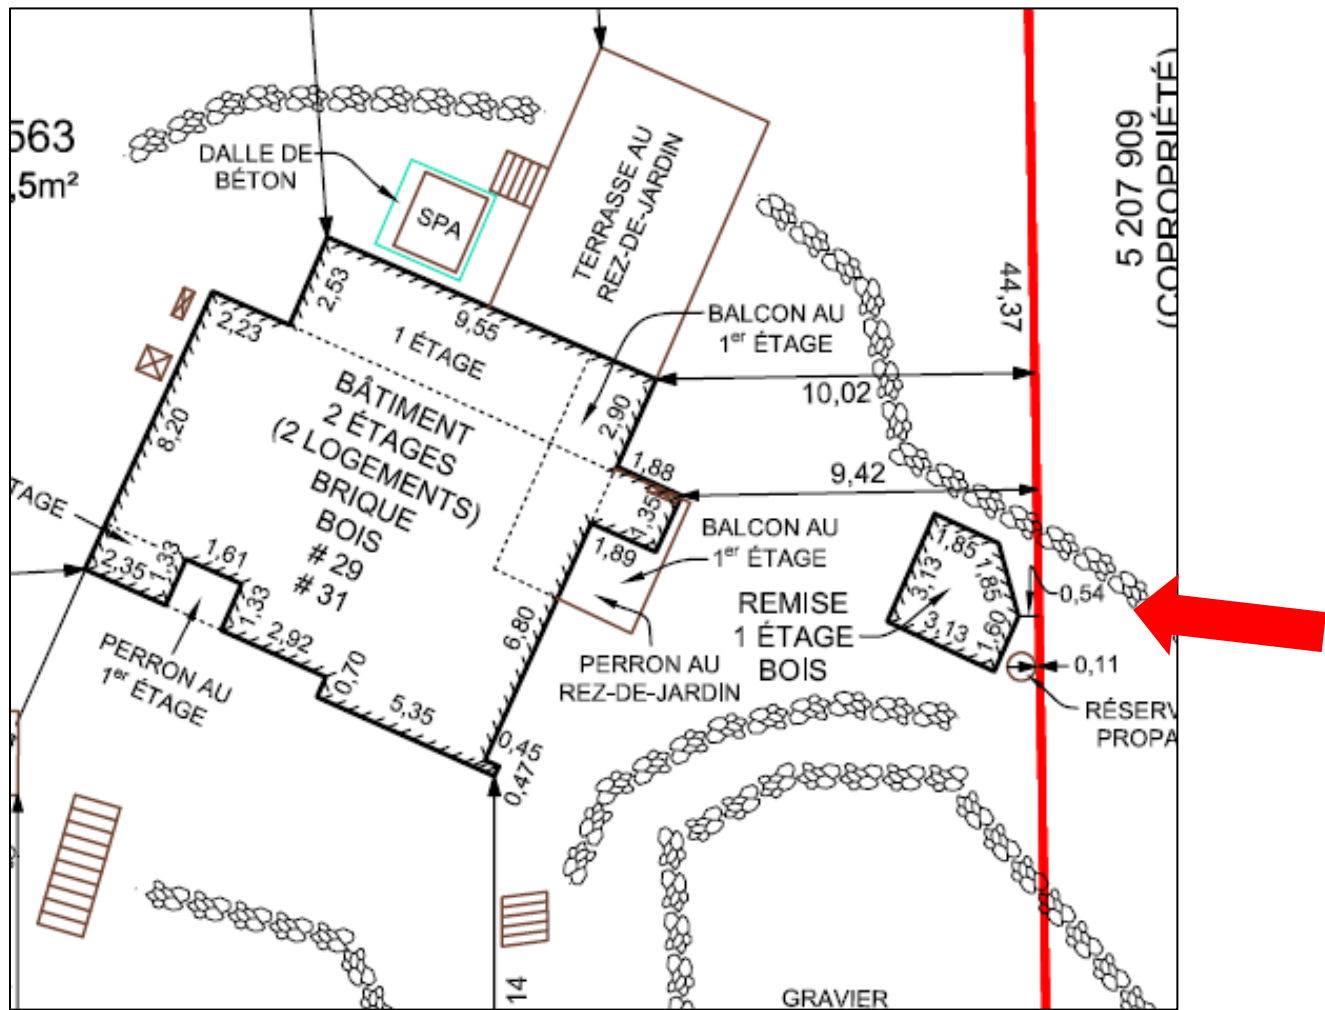 563
,5m²
DALLE DE
BÉTON
SPA
TERRASSE AU
REZ-DE-JARDIN
5 207 909
(COPROPRIÉTÉ)
44,37
2,53
9,55
2,23
1 ÉTAGE
BALCON AU
1er ÉTAGE
10,02
2,90
8,20
BÂTIMENT
2 ÉTAGES
(2 LOGEMENTS)
BRIQUE
BOIS
# 29
# 31
1,88
9,42
1,35
1,89
BALCON AU
1er ÉTAGE
TAGE
2,35
1,33
1,61
1,33
2,92
0,70
5,35
6,80
0,45
0,47
PERRON AU
1er ÉTAGE
PERRON AU
REZ-DE-JARDIN
REMISE
1 ÉTAGE
BOIS
1,85
1,85
3,13
3,13
1,60
0,54
0,11
RÉSERV
PROPA
14
GRAVIER